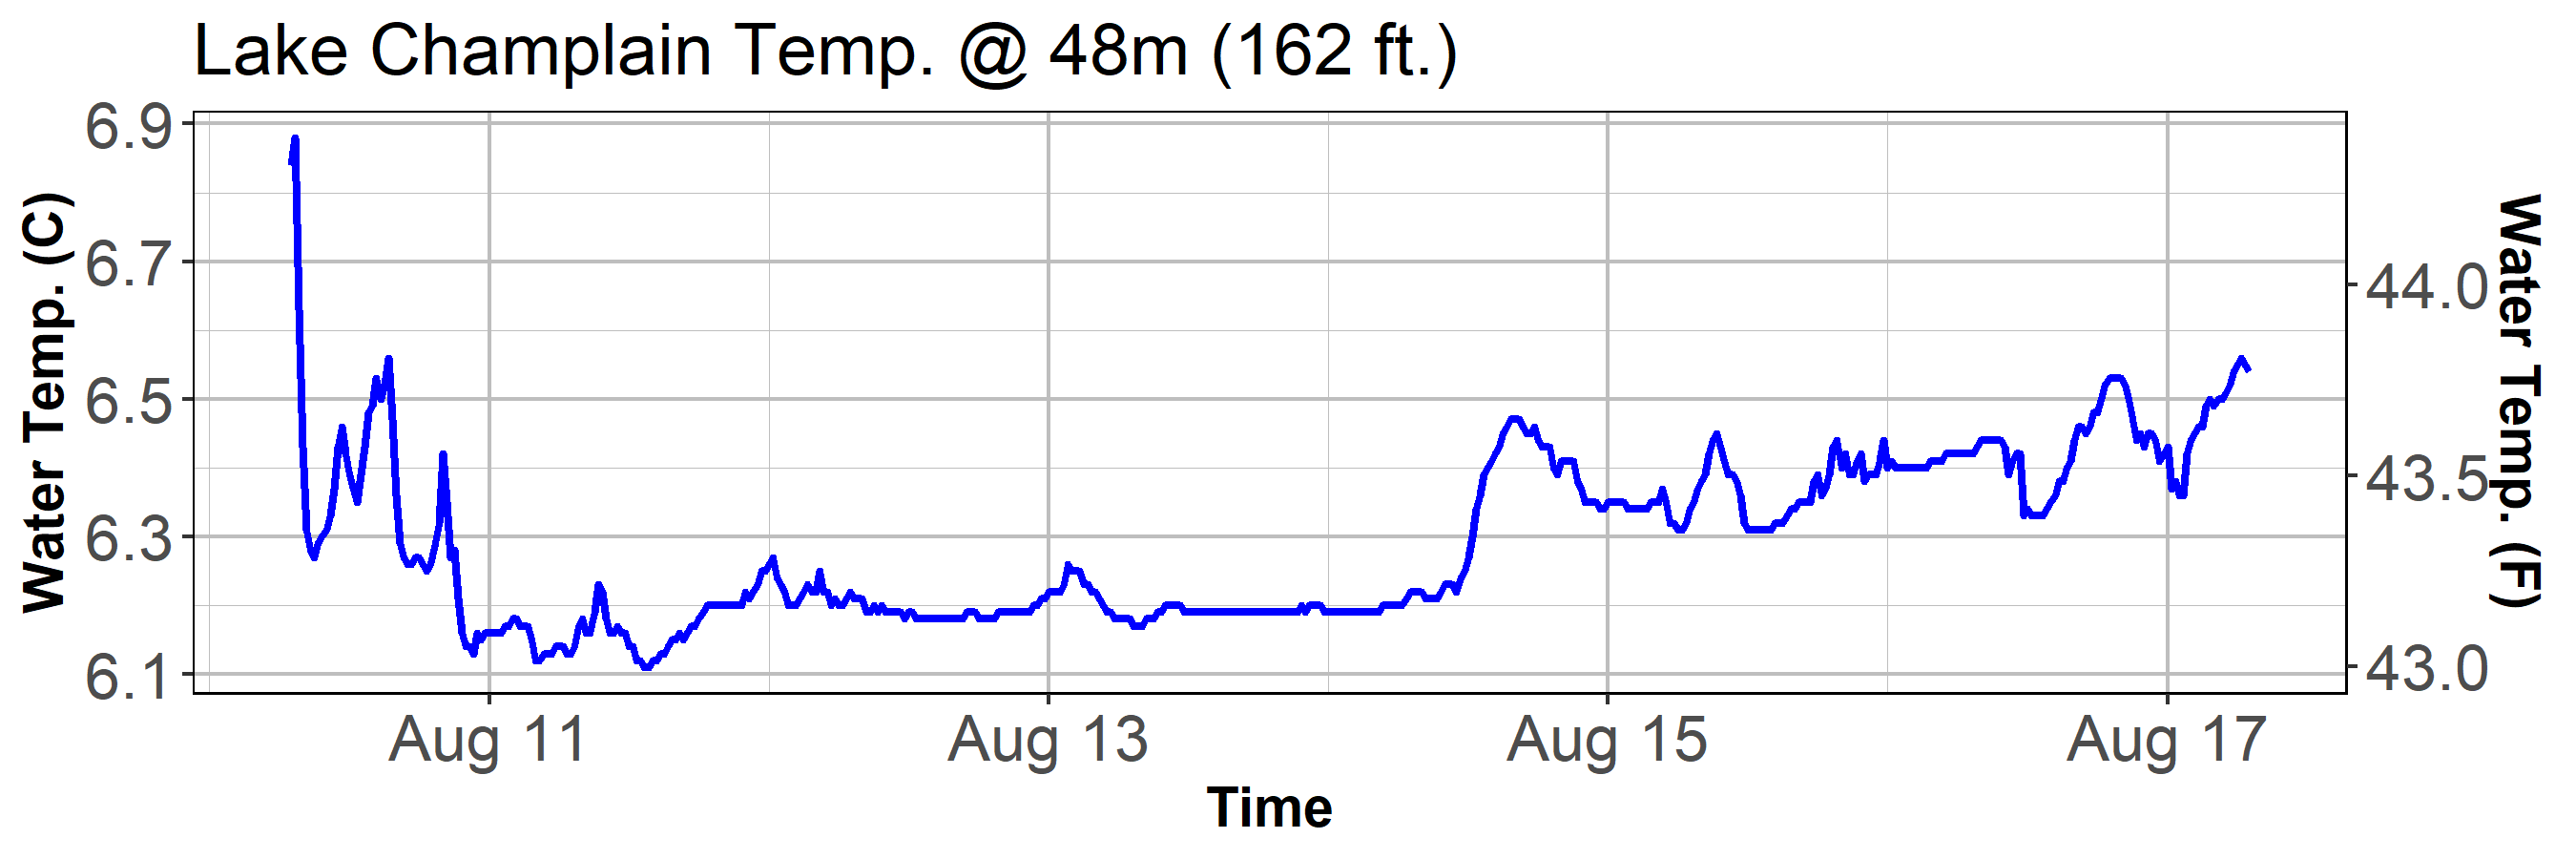 Lake Champlain Temp. @ 48m (162 ft.)
Water Temp. (C)
6.9
6.7
6.5
6.3
6.1
44.0
43.5
43.0
Water Temp. (F)
Aug 11
Aug 13
Aug 15
Aug 17
Time